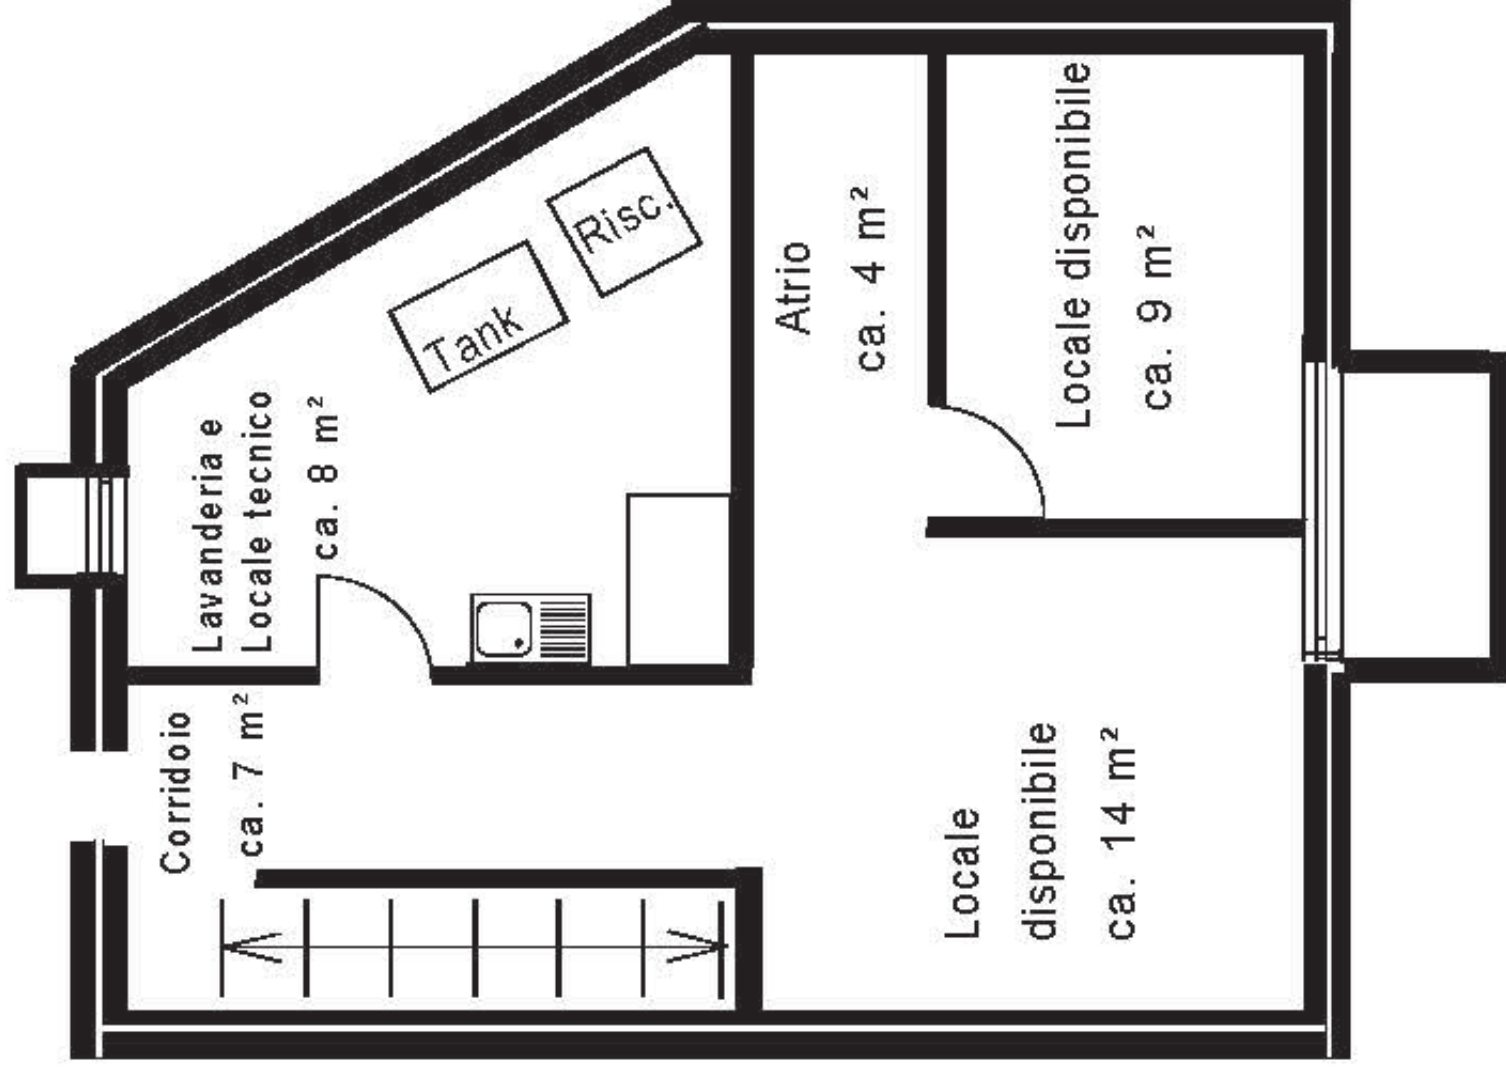 Lavanderia e
Locale tecnico
ca. 8 m²
Tank
Risc.
Atrio
ca. 4 m²
Locale disponibile
ca. 9 m²
Corridoio
ca. 7 m²
Locale
disponibile
ca. 14 m²